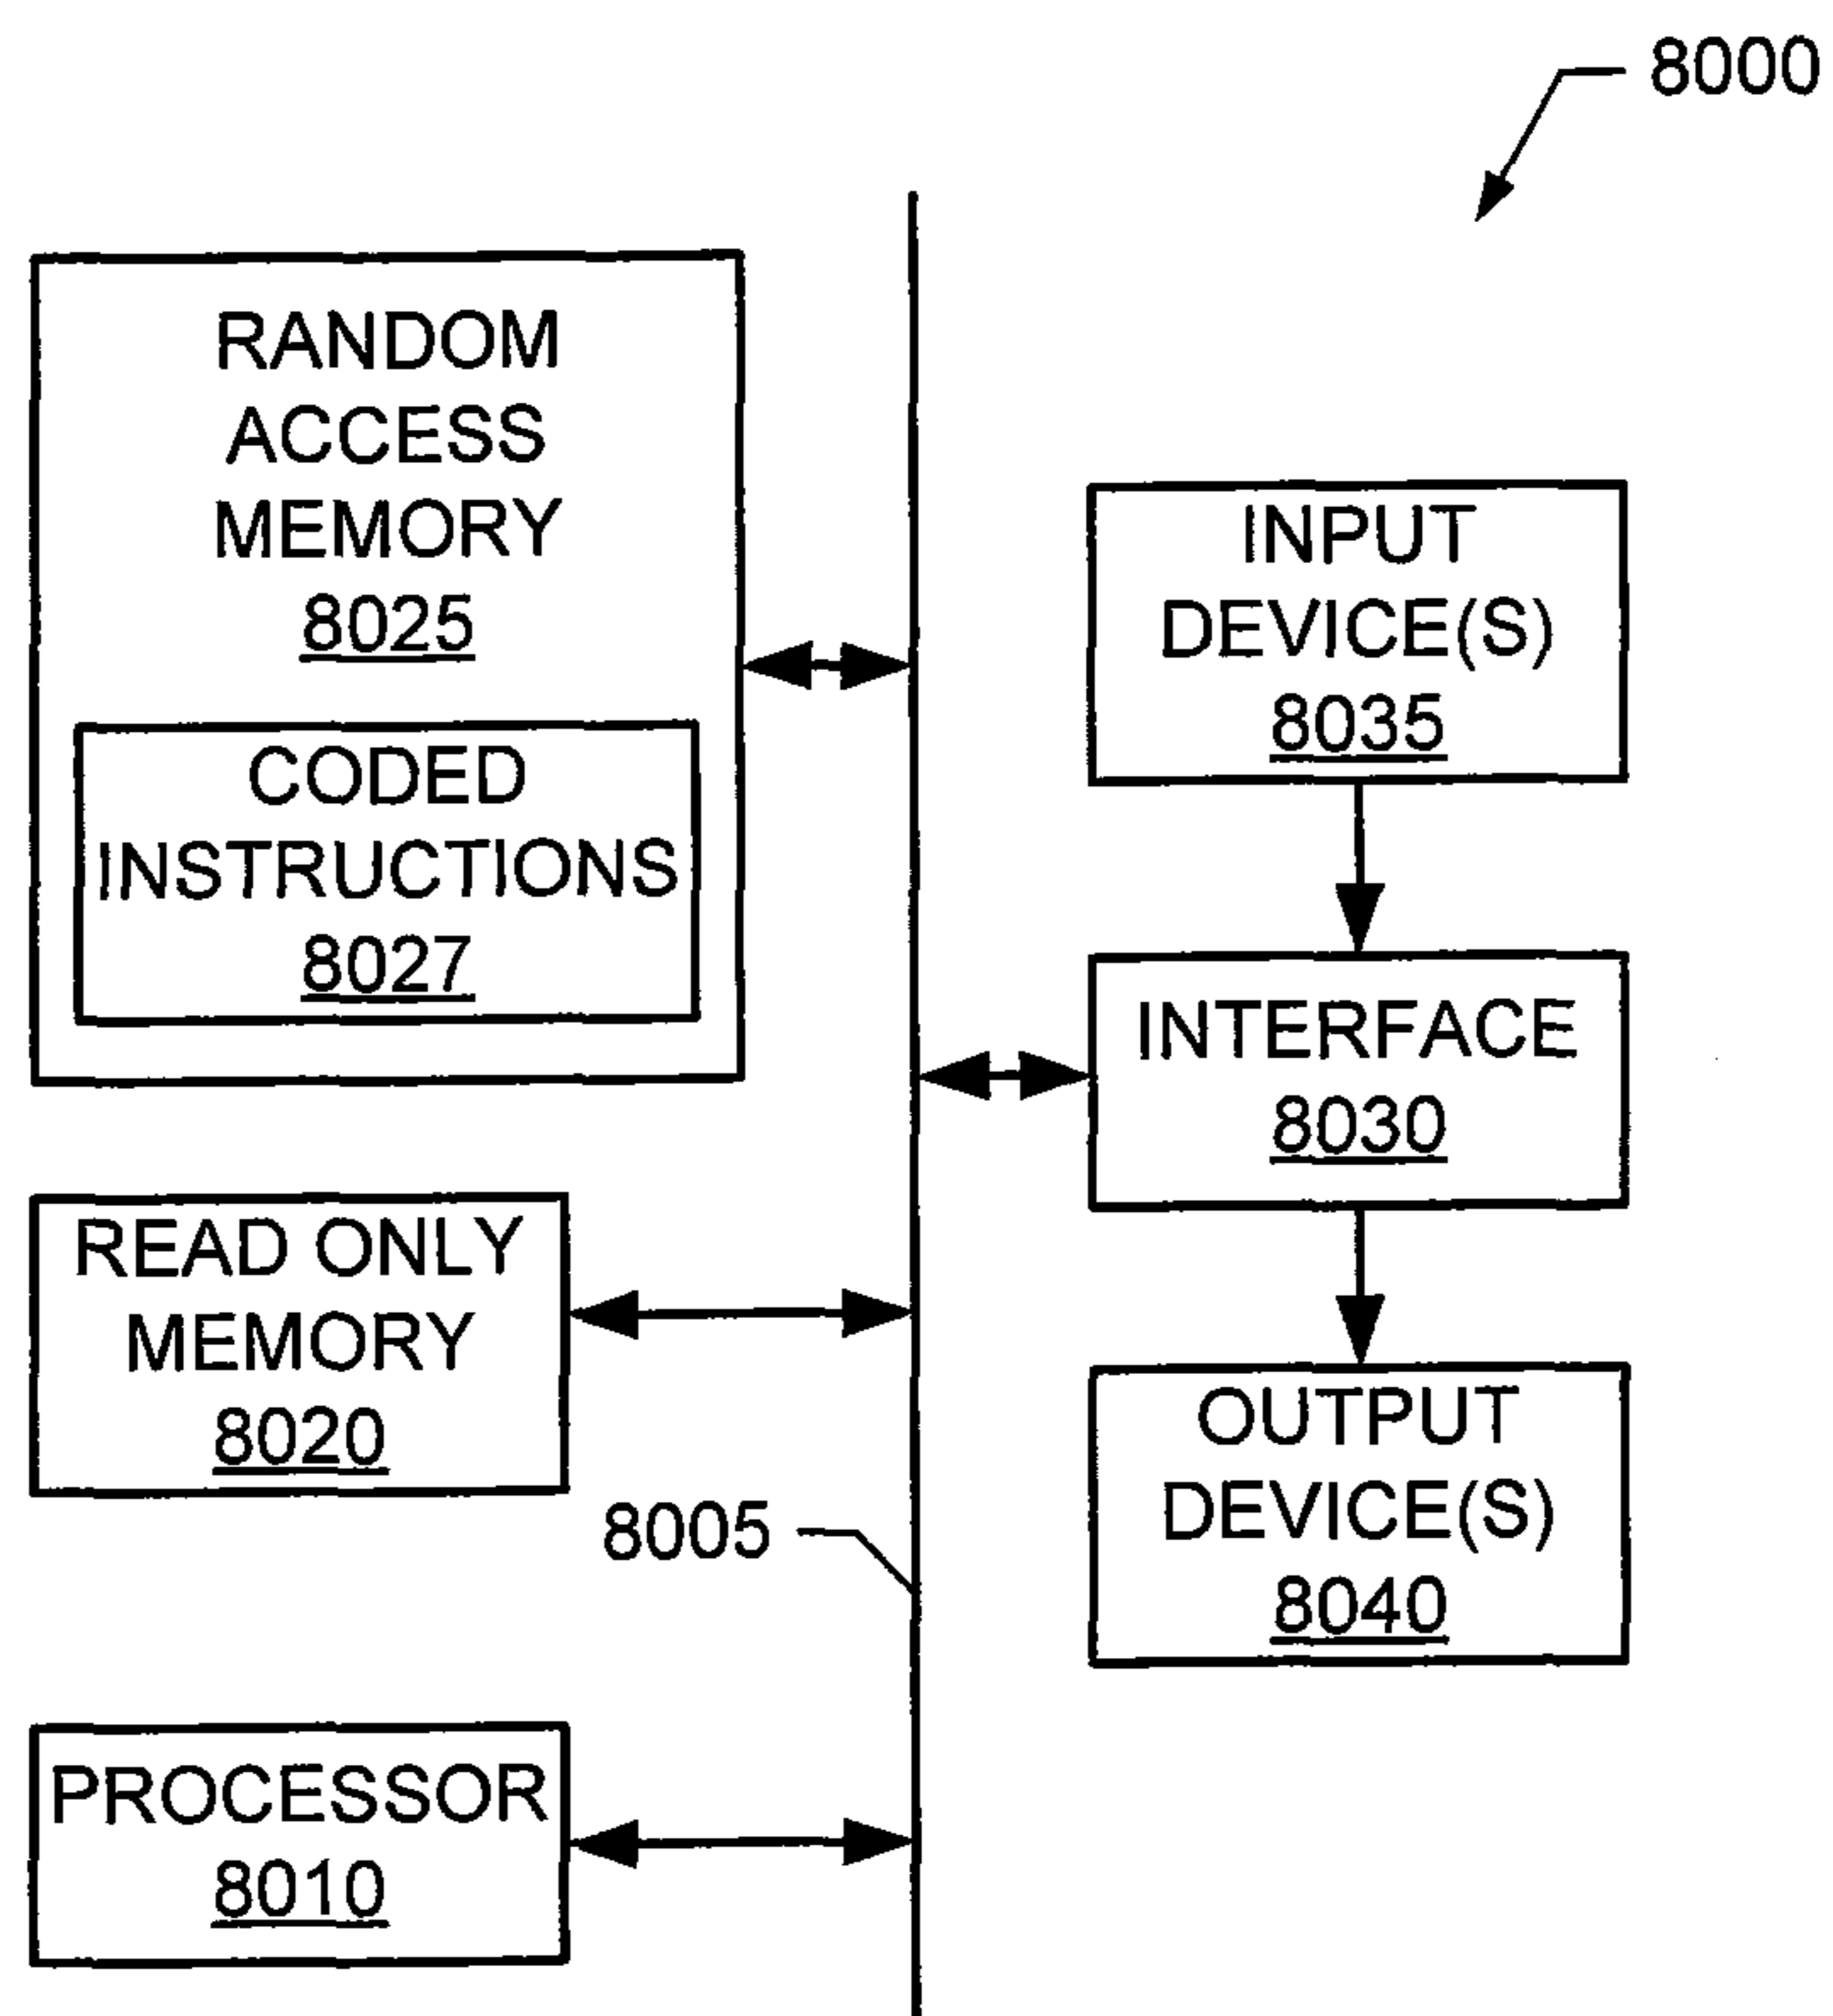 8000
RANDOM
ACCESS
MEMORY
8025
CODED
INSTRUCTIONS
8027
READ ONLY
MEMORY
8020
8005
PROCESSOR
8010
INPUT
DEVICE(S)
8035
INTERFACE
8030
OUTPUT
DEVICE(S)
8040